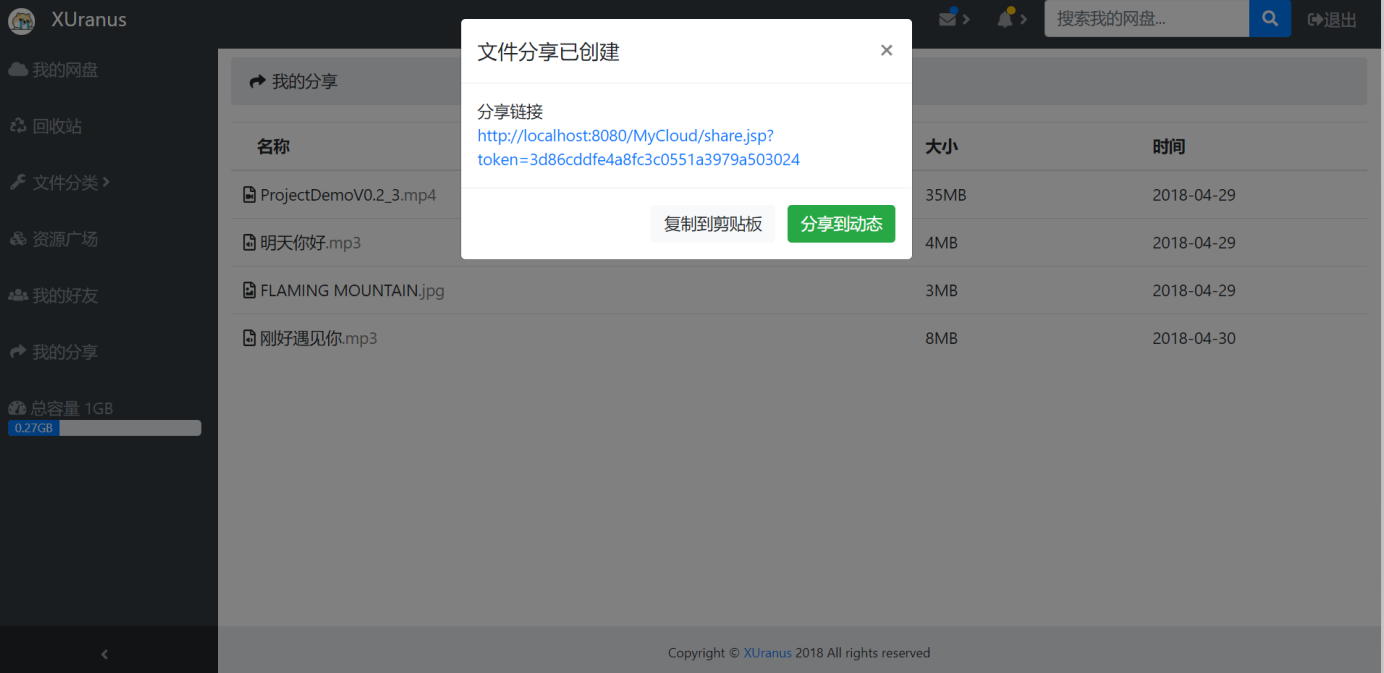 XUranus
搜索我的网盘...
退出
我的网盘
回收站
文件分类
资源广场
我的好友
我的分享
总容量 1GB
0.27GB
我的分享
文件分享已创建
×
分享链接
http://localhost:8080/MyCloud/share.jsp?
token=3d86cddfe4a8fc3c0551a3979a503024
复制到剪贴板 分享到动态
名称 大小 时间
ProjectDemoV0.2_3.mp4 35MB 2018-04-29
明天你好.mp3 4MB 2018-04-29
FLAMING MOUNTAIN.jpg 3MB 2018-04-29
刚好遇见你.mp3 8MB 2018-04-30
Copyright © XUranus 2018 All rights reserved